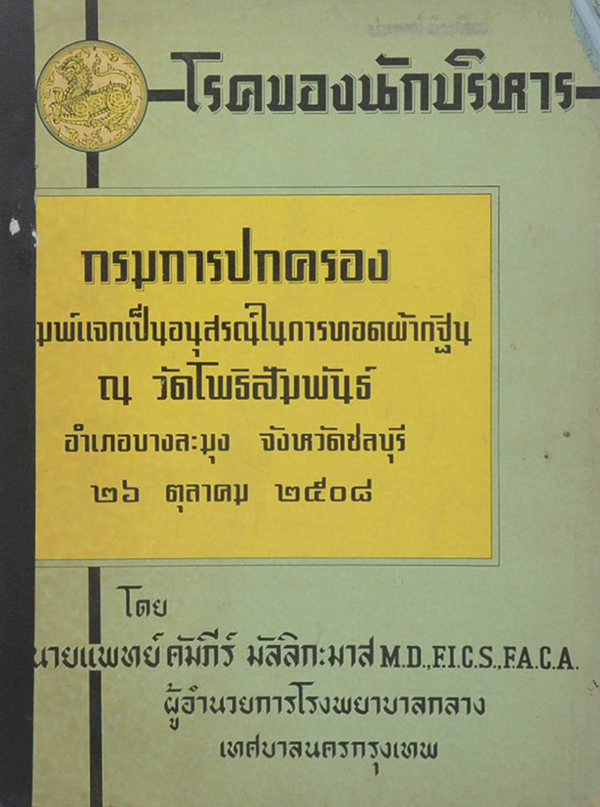 โรคของนักบริหาร
กรมการปกครอง
มพ์แจกเป็นอนุสรณ์ในการทอดผ้ากฐิน
ณ วัดโพธิสัมพันธ์
อำเภอบางละมุง จังหวัดชลบุรี
๒๖ ตุลาคม ๒๕๐๘
โดย
นายแพทย์ คัมภีร์ มัลลิกะมาส M.D.,F.I.C.S.,F.A.C.A.
ผู้อำนวยการโรงพยาบาลกลาง
เทศบาลนครกรุงเทพ